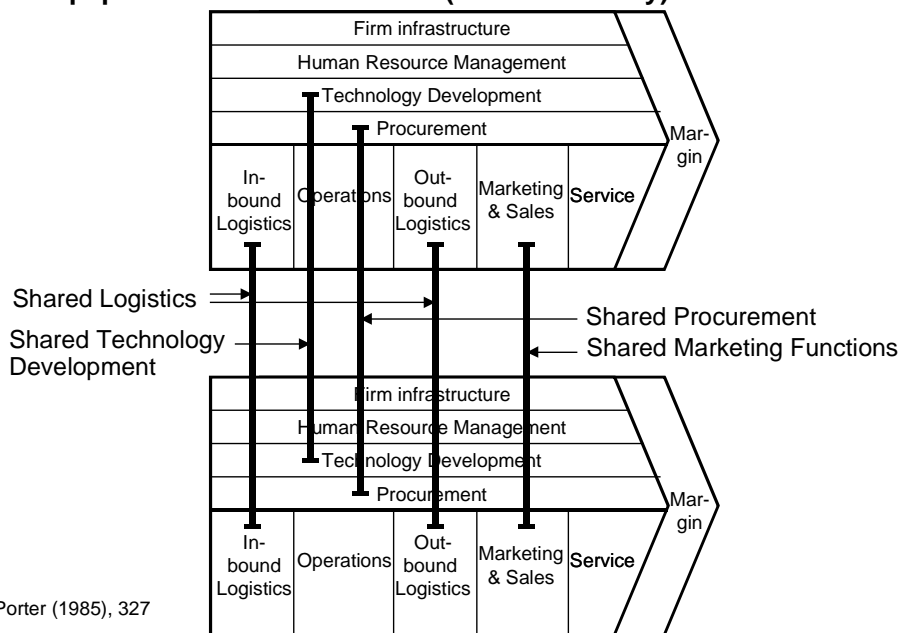 Firm infrastructure
Human Resource Management
Technology Development
Procurement
Mar-
gin
In-
bound
Logistics
Operations
Out-
bound
Logistics
Marketing
& Sales
Service
Shared Logistics
Shared Technology
Development
Shared Procurement
Shared Marketing Functions
Firm infrastructure
Human Resource Management
Technology Development
Procurement
Mar-
gin
In-
bound
Logistics
Operations
Out-
bound
Logistics
Marketing
& Sales
Service
Porter (1985), 327